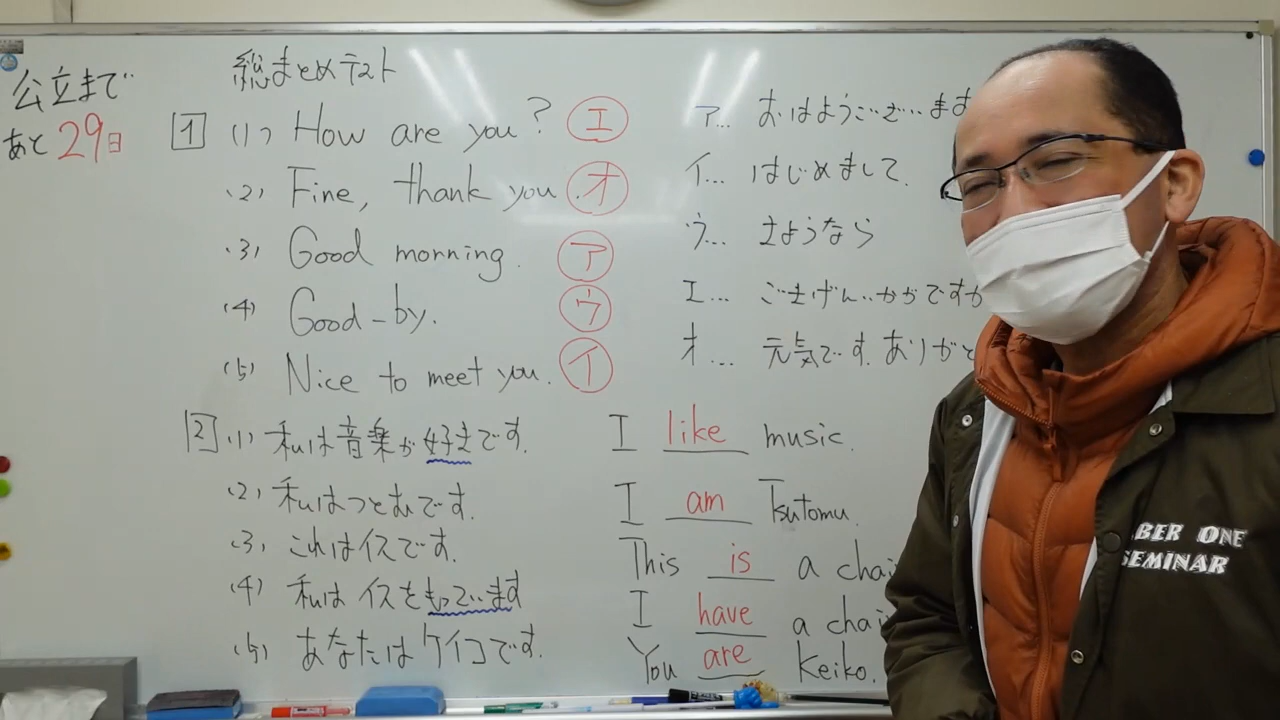 公立まで
あと29日
総まとめテスト
1 (1) How are you? エ
(2) Fine, thank you. オ
(3) Good morning. ア
(4) Good-by. ウ
(5) Nice to meet you. イ
ア... おはようございます
イ... はじめまして.
ウ... さようなら
エ... ごきげんいかがですか
オ... 元気です.ありがと
2 (1) 私は音楽が好きです. I like music.
(2) 私はつとむです. I am Tsutomu.
(3) これはイスです. This is a chai
(4) 私はイスをもっています I have a chai
(5) あなたはケイコです. You are Keiko.
BER ONE
SEMINAR